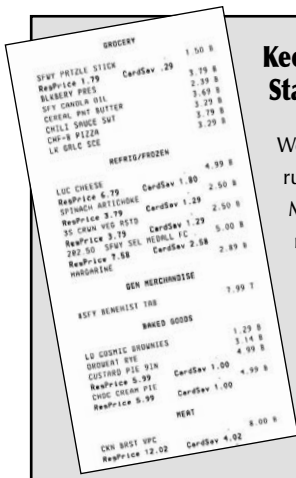 GROCERY
SFWY PRTZLE STICK 1.50 B
RegPrice 1.79 CardSav .29
BLKBERY PRES 3.79 B
SFY CANOLA OIL 2.39 B
CEREAL PNT BUTTER 3.69 B
CHILI SAUCE SWT 3.29 B
CHF-B PIZZA 3.79 B
LK GRLC SCE 3.29 B
REFRIG/FROZEN
LUC CHEESE 4.99 B
RegPrice 6.79 CardSav 1.80
SPINACH ARTICHOKE 2.50 B
RegPrice 3.79 CardSav 1.29
3S CRWN VEG RSTD 2.50 B
RegPrice 3.79 CardSav 1.29
2@2.50 SFWY SEL MEDALL FC 5.00 B
RegPrice 7.58 CardSav 2.58
MARGARINE 2.89 B
GEN MERCHANDISE
SFY BENEHIST TAB 7.99 T
BAKED GOODS
LD COSMIC BROWNIES 1.29 B
OROWEAT RYE 3.14 B
CUSTARD PIE 9IN 4.99 B
RegPrice 5.99 CardSav 1.00
CHOC CREAM PIE 4.99 B
RegPrice 5.99 CardSav 1.00
MEAT
CKN BRST VPC 8.00 B
RegPrice 12.02 CardSav 4.02
Kee
Sta
W
ru
M